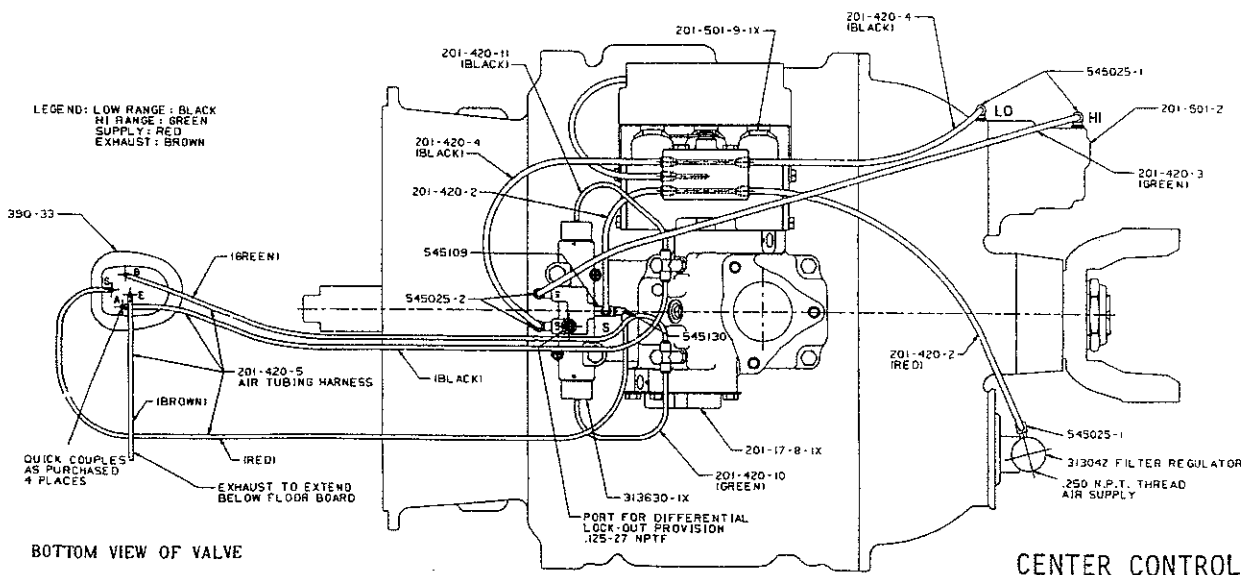 201-420-4
(BLACK)
201-501-9-1X
201-420-11
(BLACK)
545025-1
LEGEND: LOW RANGE: BLACK
HI RANGE: GREEN
SUPPLY: RED
EXHAUST: BROWN
LO
HI
201-501-2
201-420-4
(BLACK)
201-420-3
(GREEN)
201-420-2
390-33
(GREEN)
545109
B
S
E
A
545025-2
S
545130
201-420-5
AIR TUBING HARNESS
(BLACK)
201-420-2
(RED)
(BROWN)
(RED)
545025-1
QUICK COUPLES
AS PURCHASED
4 PLACES
201-17-8-1X
313042 FILTER REGULATOR
201-420-10
(GREEN)
.250 N.P.T. THREAD
AIR SUPPLY
EXHAUST TO EXTEND
BELOW FLOOR BOARD
313630-1X
PORT FOR DIFFERENTIAL
LOCK-OUT PROVISION
.125-27 NPTF
BOTTOM VIEW OF VALVE
CENTER CONTROL